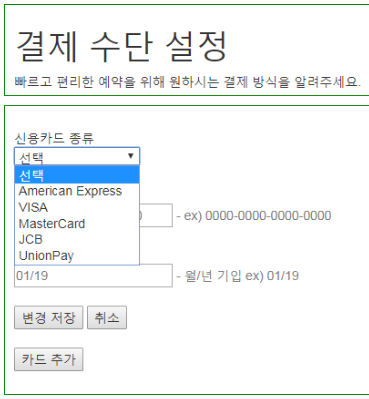 결제 수단 설정
빠르고 편리한 예약을 위해 원하시는 결제 방식을 알려주세요.
신용카드 종류
선택
선택
American Express
VISA
MasterCard
0 - ex) 0000-0000-0000-0000
JCB
UnionPay
01/19 - 월/년 기입 ex) 01/19
변경 저장 취소
카드 추가